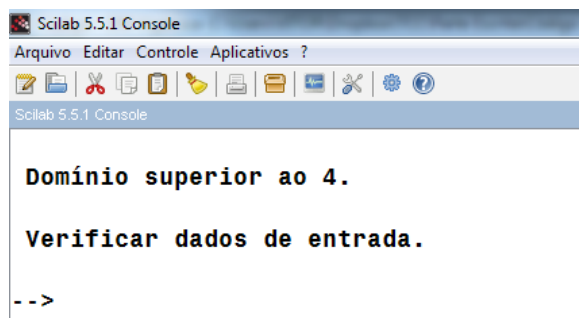 Scilab 5.5.1 Console
Arquivo Editar Controle Aplicativos ?
Scilab 5.5.1 Console
Domínio superior ao 4.
Verificar dados de entrada.
-->